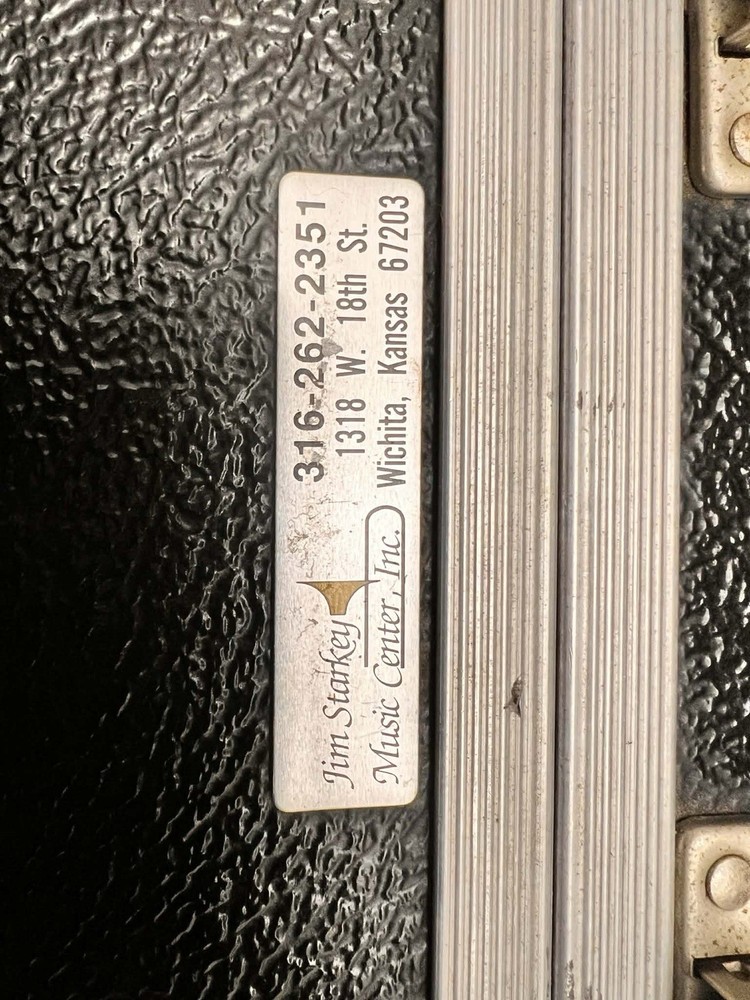 Jim Starkey
Music Center, Inc.
316-262-2351
1318 W. 18th St.
Wichita, Kansas 67203